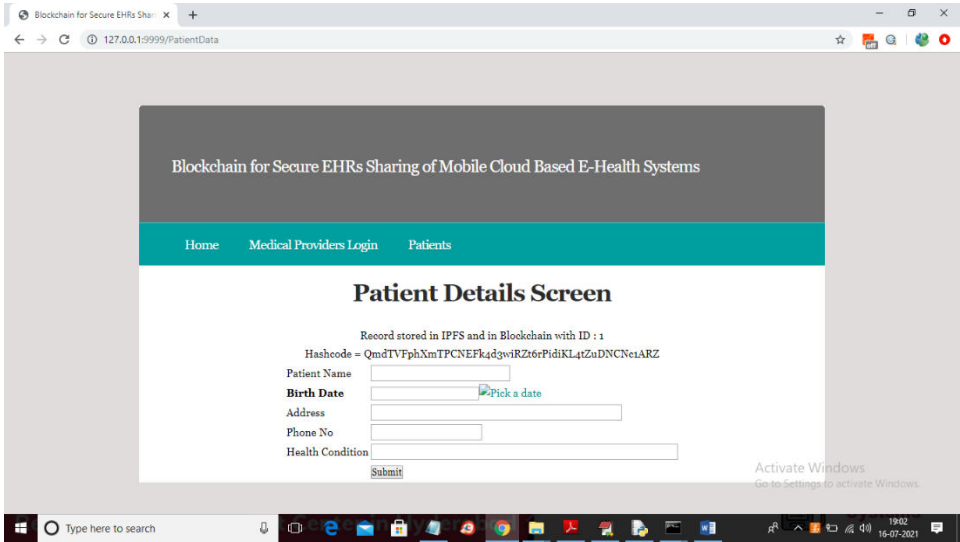 Blockchain for Secure EHRs Shar
127.0.0.1:9999/PatientData
Blockchain for Secure EHRs Sharing of Mobile Cloud Based E-Health Systems
Home Medical Providers Login Patients
Patient Details Screen
Record stored in IPFS and in Blockchain with ID : 1
Hashcode = QmdTVFphXmTPCNEFk4d3wiRZt6rPidiKL4tZuDNCNc1ARZ
Patient Name
Birth Date Pick a date
Address
Phone No
Health Condition
Submit
Activate Windows
Go to Settings to activate Windows.
Type here to search
19:02
16-07-2021